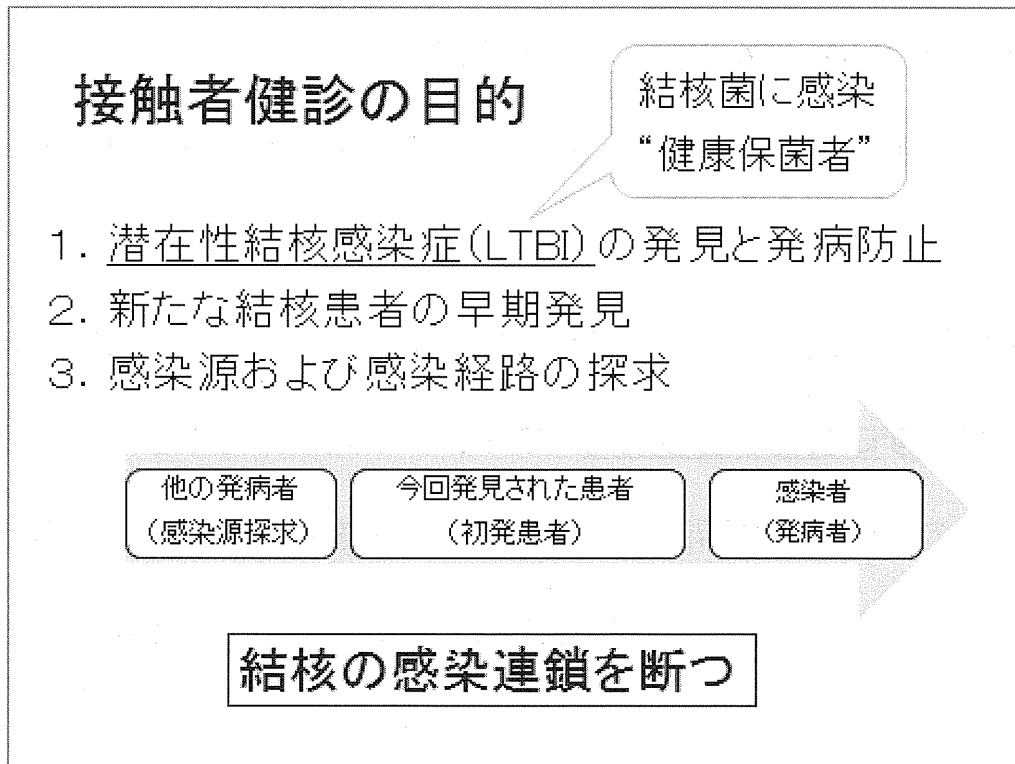 接触者健診の目的
結核菌に感染
“健康保菌者”
1. 潜在性結核感染症(LTBI)の発見と発病防止
2. 新たな結核患者の早期発見
3. 感染源および感染経路の探求
他の発病者
(感染源探求)
今回発見された患者
(初発患者)
感染者
(発病者)
結核の感染連鎖を断つ